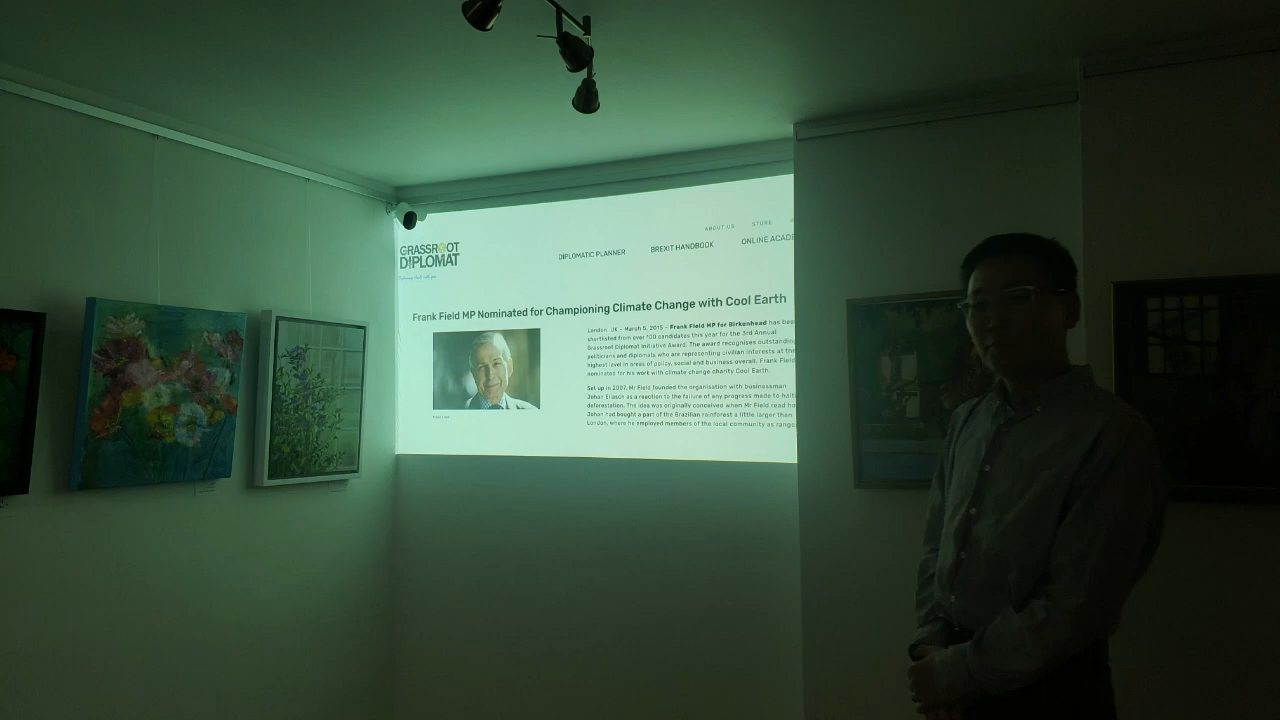 ABOUT US STORE
GRASSROOT
DIPLOMAT
DIPLOMATIC PLANNER BREXIT HANDBOOK ONLINE ACADE
Frank Field MP Nominated for Championing Climate Change with Cool Earth
London, UK – March 5, 2015 – Frank Field MP for Birkenhead has been
shortlisted from over 100 candidates this year for the 3rd Annual
Grassroot Diplomat Initiative Award. The award recognises outstanding
politicians and diplomats who are representing civilian interests at the
highest level in areas of policy, social and business overall. Frank Field
nominated for his work with climate change charity Cool Earth.
Set up in 2007, Mr Field founded the organisation with businessman
Johan Eliasch as a reaction to the failure of any progress made to halt
deforestation. The idea was originally conceived when Mr Field read
Johan had bought a part of the Brazilian rainforest a little larger than
London, where he employed members of the local community as range